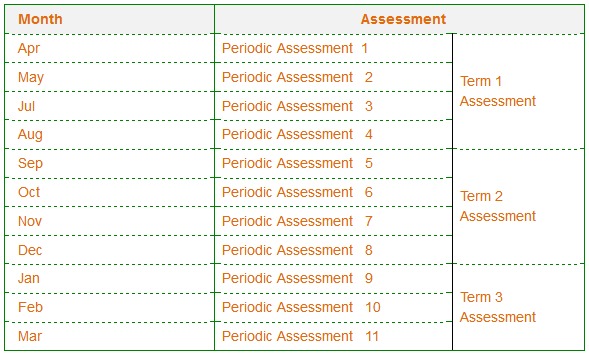 Month Assessment
Apr Periodic Assessment 1
May Periodic Assessment 2
Term 1
Assessment
Jul Periodic Assessment 3
Aug Periodic Assessment 4
Sep Periodic Assessment 5
Oct Periodic Assessment 6
Term 2
Assessment
Nov Periodic Assessment 7
Dec Periodic Assessment 8
Jan Periodic Assessment 9
Feb Periodic Assessment 10
Term 3
Assessment
Mar Periodic Assessment 11